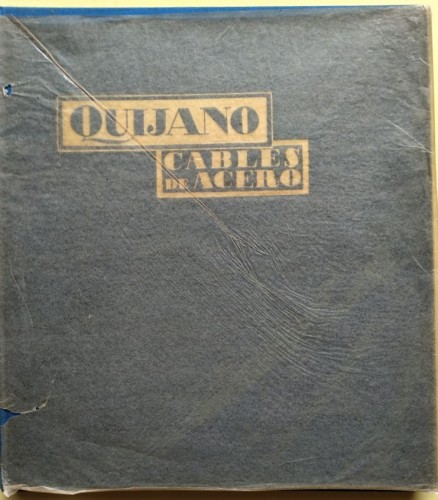 QUIJANO
CABLES
DE ACERO